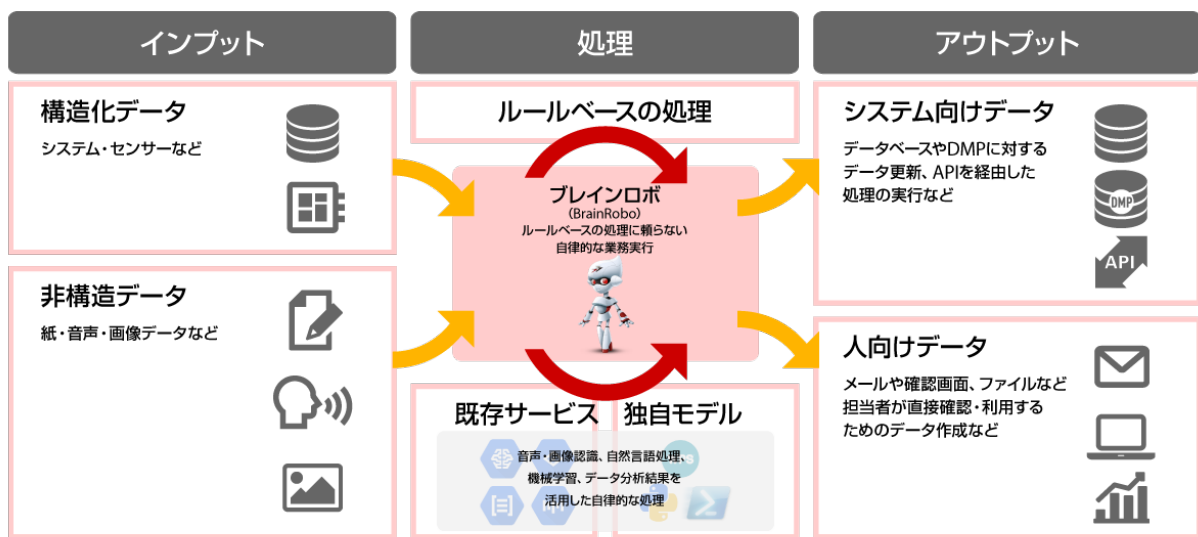 インプット
処理
アウトプット
構造化データ
システム・センサーなど
非構造データ
紙・音声・画像データなど
ルールベースの処理
ブレインロボ
（BrainRobo）
ルールベースの処理に頼らない
自律的な業務実行
既存サービス
独自モデル
音声・画像認識、自然言語処理、
機械学習、データ分析結果を
活用した自律的な処理
システム向けデータ
データベースやDMPに対する
データ更新、APIを経由した
処理の実行など
DMP
API
人向けデータ
メールや確認画面、ファイルなど
担当者が直接確認・利用する
ためのデータ作成など